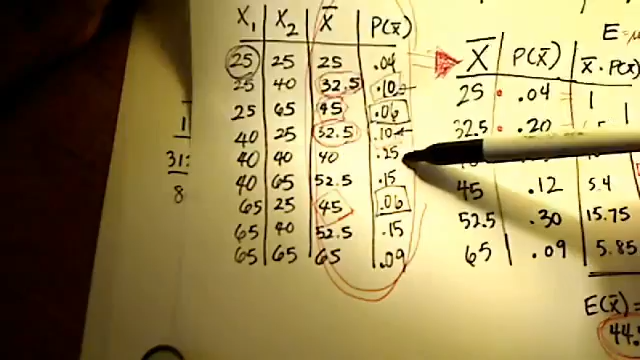 X₁ X₂ X̄ P(x̄)
25 25 25 .04
25 40 32.5 .10
25 65 45 .06
40 25 32.5 .10
40 40 40 .25
40 65 52.5 .15
65 25 45 .06
65 40 52.5 .15
65 65 65 .09
E=
X̄ P(x̄) x̄·P(x̄)
25 .04 1
32.5 .20
45 .12 5.4
52.5 .30 15.75
65 .09 5.85
E(x̄)=
44.
31
8